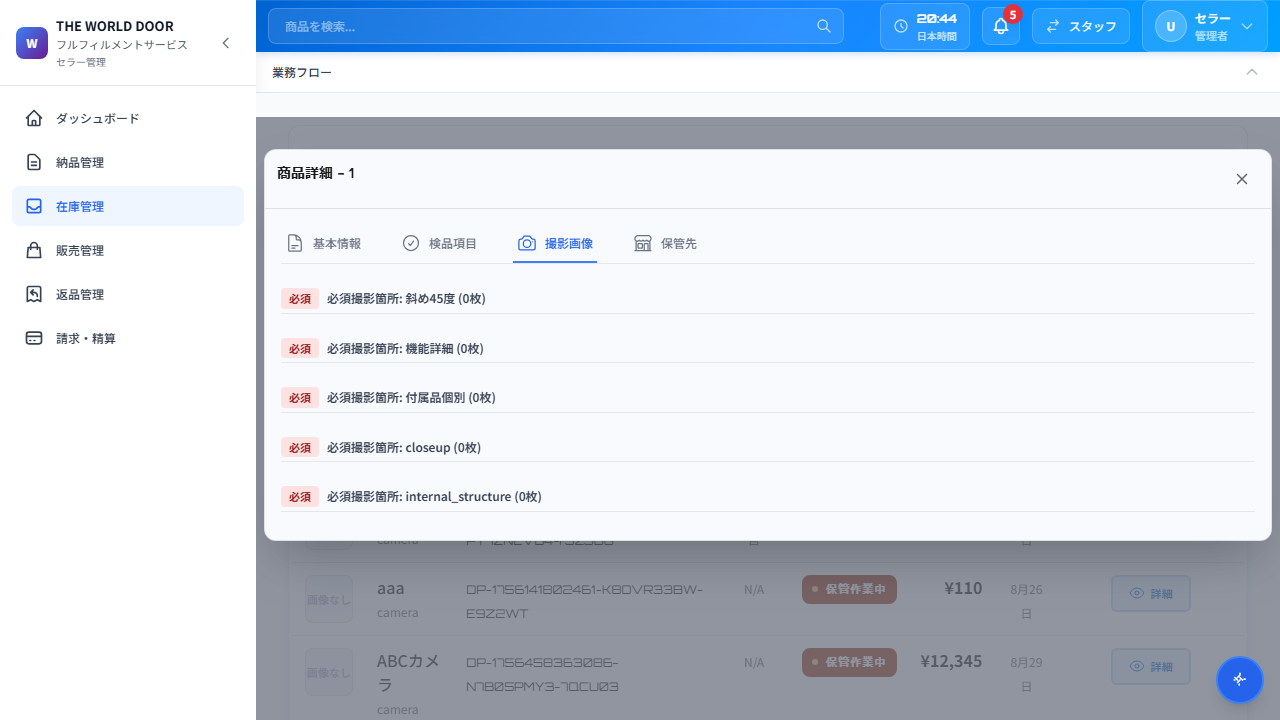 W
THE WORLD DOOR
フルフィルメントサービス
セラー管理
商品を検索...
20:44
日本時間
5
スタッフ
U
セラー
管理者
業務フロー
ダッシュボード
納品管理
在庫管理
販売管理
返品管理
請求・精算
商品詳細 - 1
基本情報
検品項目
撮影画像
保管先
必須 必須撮影箇所: 斜め45度 (0枚)
必須 必須撮影箇所: 機能詳細 (0枚)
必須 必須撮影箇所: 付属品個別 (0枚)
必須 必須撮影箇所: closeup (0枚)
必須 必須撮影箇所: internal_structure (0枚)
camera
日
日
画像なし
aaa
camera
DP-1756141802461-K8OVR33BW-
E9Z2WT
N/A
保管作業中
¥110
8月26
日
詳細
画像なし
ABCカメ
ラ
camera
DP-1756458363086-
N7B05PMY3-7QCU03
N/A
保管作業中
¥12,345
8月29
日
詳細